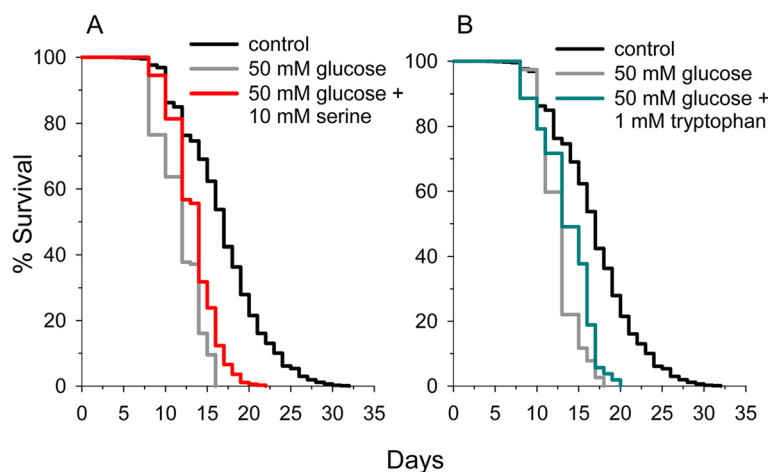 A
control
50 mM glucose
50 mM glucose +
10 mM serine
B
control
50 mM glucose
50 mM glucose +
1 mM tryptophan
% Survival
100
80
60
40
20
0
0 5 10 15 20 25 30 35
100
80
60
40
20
0
0 5 10 15 20 25 30 35
Days